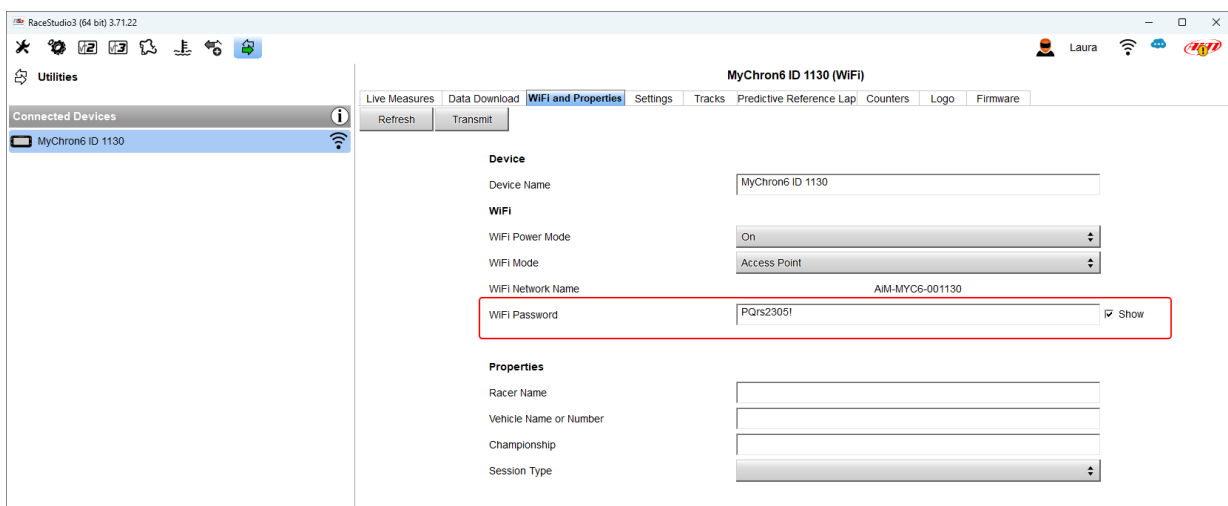 RaceStudio3 (64 bit) 3.71.22
Laura
Utilities
MyChron6 ID 1130 (WiFi)
Live Measures Data Download WiFi and Properties Settings Tracks Predictive Reference Lap Counters Logo Firmware
Connected Devices
Refresh Transmit
MyChron6 ID 1130
Device
Device Name MyChron6 ID 1130
WiFi
WiFi Power Mode On
WiFi Mode Access Point
WiFi Network Name AiM-MYC6-001130
WiFi Password PQrs2305! Show
Properties
Racer Name
Vehicle Name or Number
Championship
Session Type